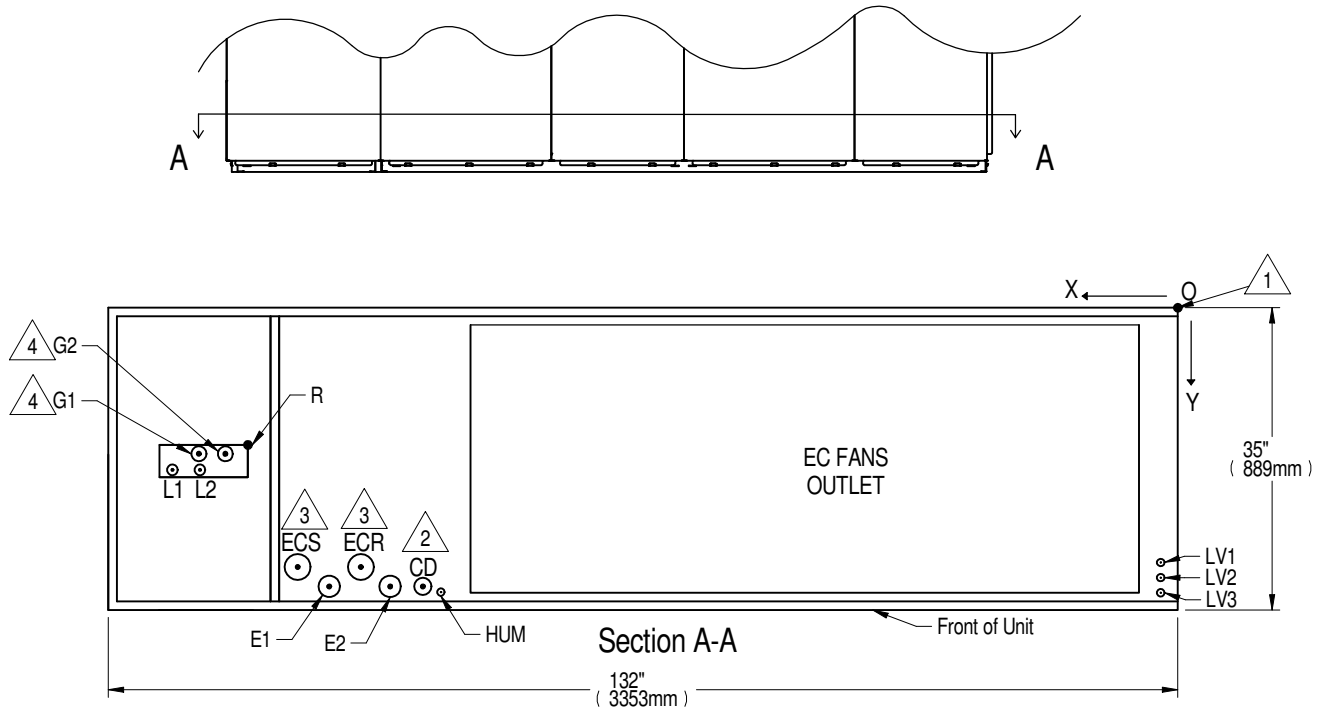 A A
X O 1
4 G2
4 G1
R
Y
L1 L2
EC FANS
OUTLET
35"
( 889mm )
3 3 2
ECS ECR CD
LV1
LV2
LV3
E1 E2 HUM
Section A-A
Front of Unit
132"
( 3353mm )